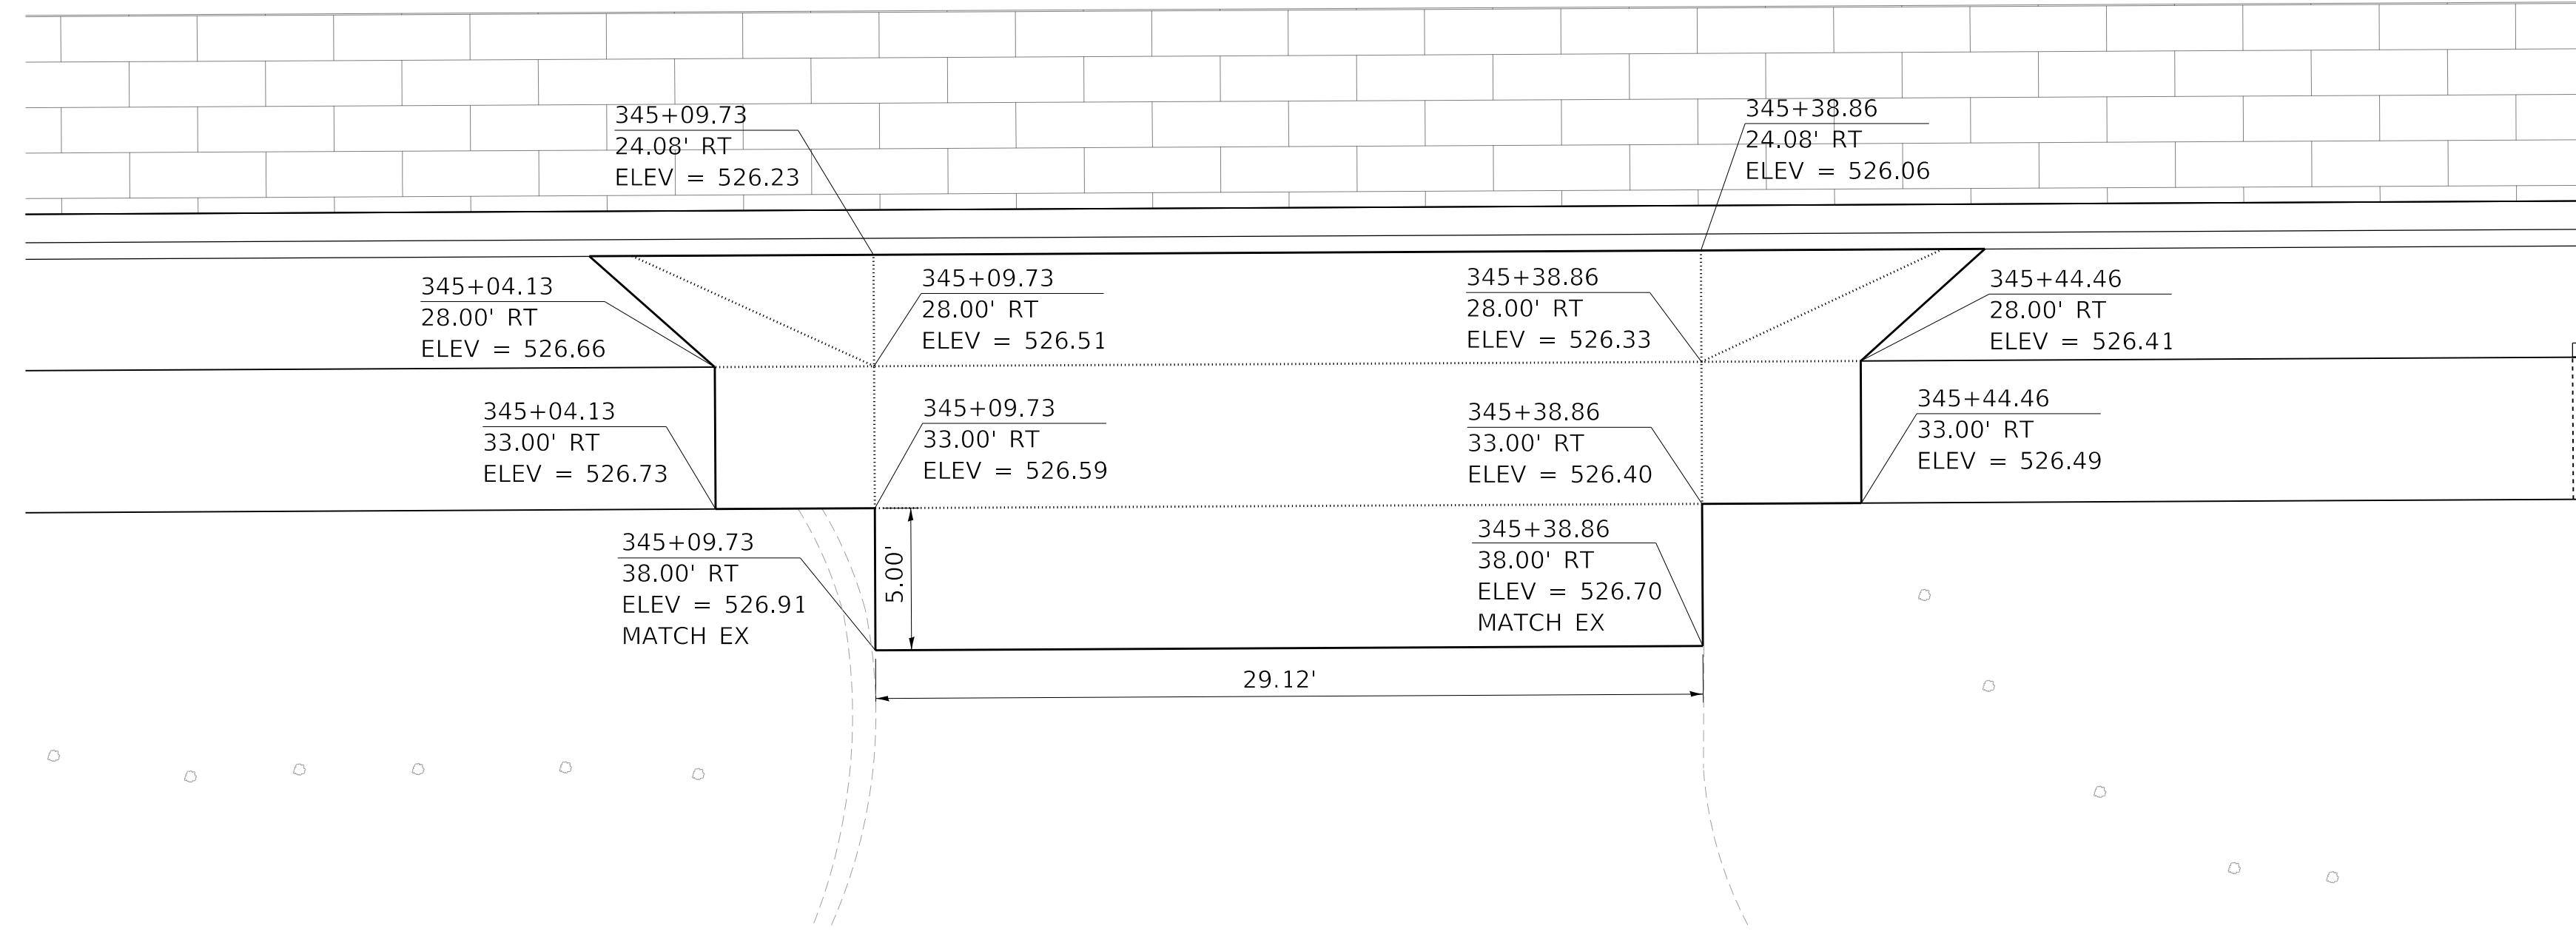 345+09.73
24.08' RT
ELEV = 526.23
345+38.86
24.08' RT
ELEV = 526.06
345+04.13
28.00' RT
ELEV = 526.66
345+09.73
28.00' RT
ELEV = 526.51
345+38.86
28.00' RT
ELEV = 526.33
345+44.46
28.00' RT
ELEV = 526.41
345+04.13
33.00' RT
ELEV = 526.73
345+09.73
33.00' RT
ELEV = 526.59
345+38.86
33.00' RT
ELEV = 526.40
345+44.46
33.00' RT
ELEV = 526.49
345+09.73
38.00' RT
ELEV = 526.91
MATCH EX
5.00'
345+38.86
38.00' RT
ELEV = 526.70
MATCH EX
29.12'